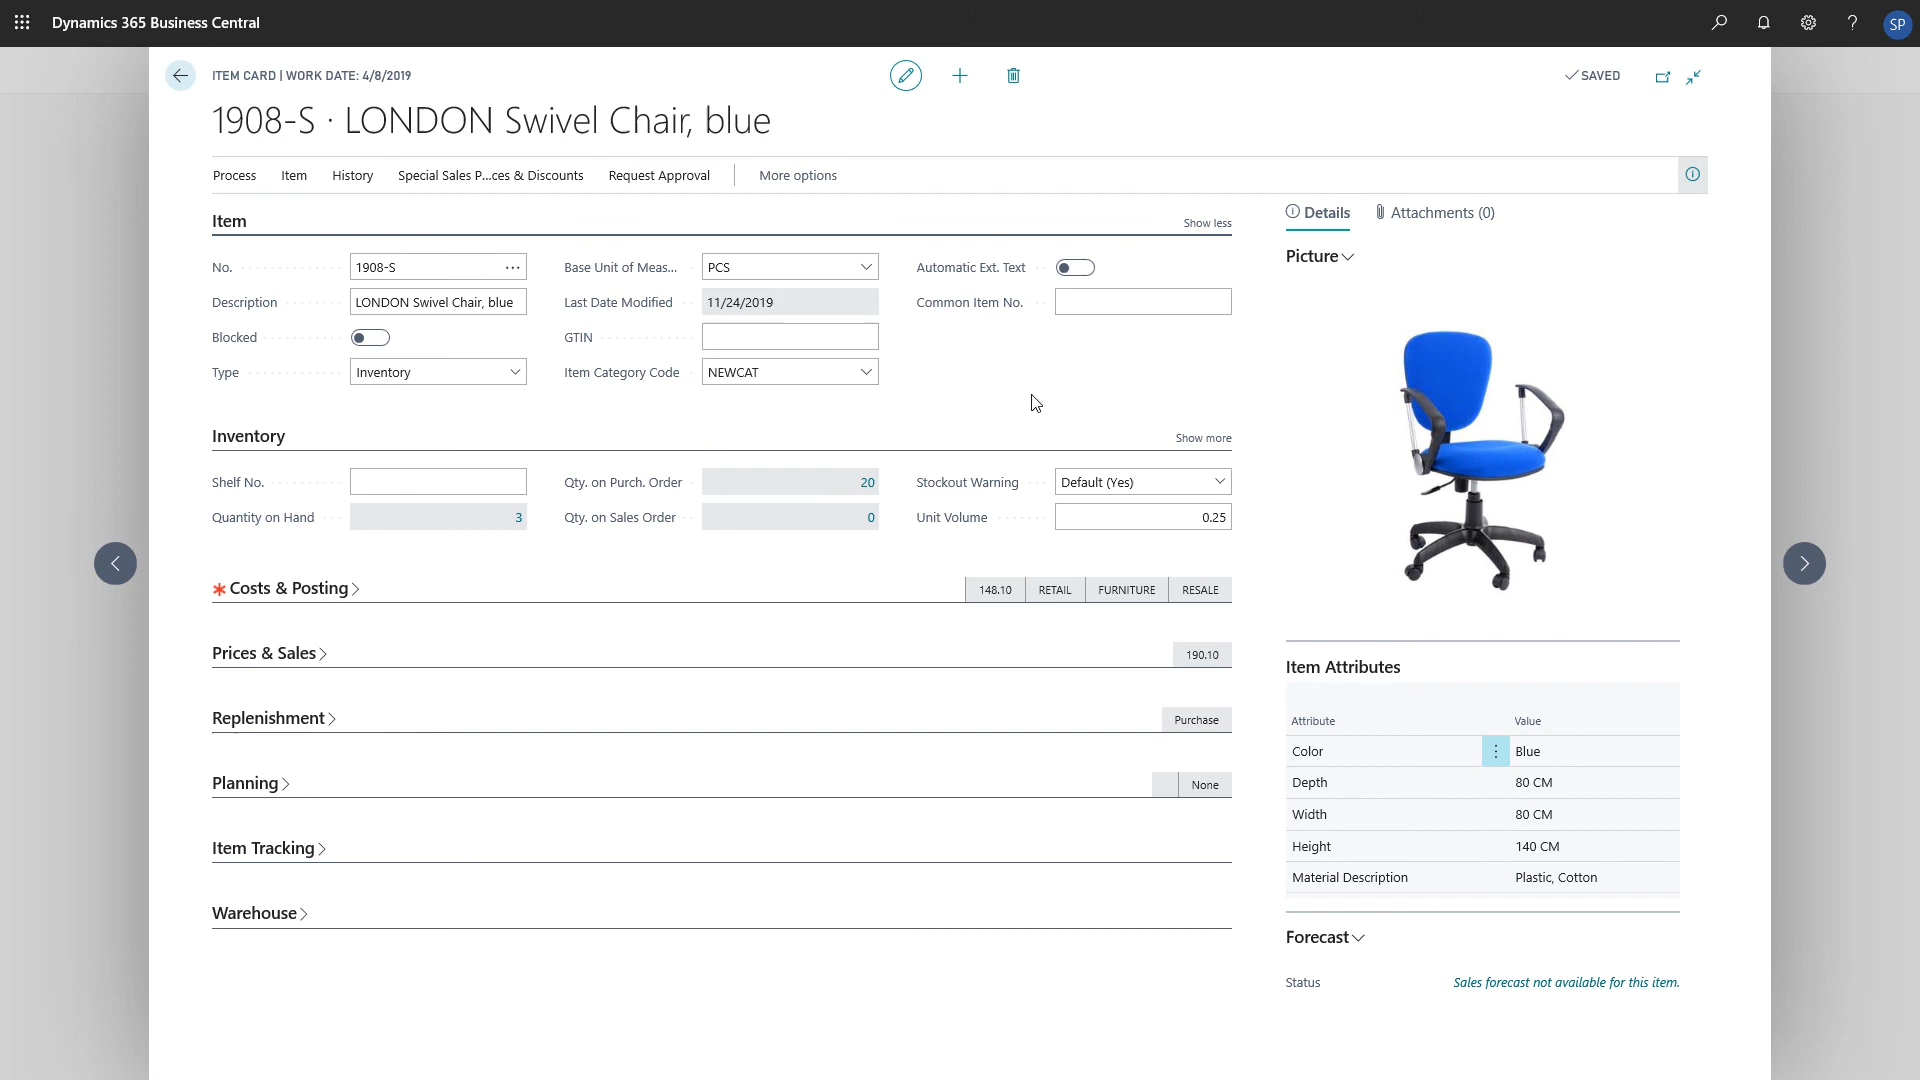 Dynamics 365 Business Central
SP
ITEM CARD | WORK DATE: 4/8/2019
SAVED
1908-S · LONDON Swivel Chair, blue
Process Item History Special Sales P...ces & Discounts Request Approval More options
Item
Show less
No. 1908-S
Description LONDON Swivel Chair, blue
Blocked
Type Inventory
Base Unit of Meas... PCS
Last Date Modified 11/24/2019
GTIN
Item Category Code NEWCAT
Automatic Ext. Text
Common Item No.
Inventory
Show more
Shelf No.
Quantity on Hand 3
Qty. on Purch. Order 20
Qty. on Sales Order 0
Stockout Warning Default (Yes)
Unit Volume 0.25
Costs & Posting
148.10 RETAIL FURNITURE RESALE
Prices & Sales
190.10
Replenishment
Purchase
Planning
None
Item Tracking
Warehouse
Details Attachments (0)
Picture
Item Attributes
Attribute Value
Color Blue
Depth 80 CM
Width 80 CM
Height 140 CM
Material Description Plastic, Cotton
Forecast
Status Sales forecast not available for this item.